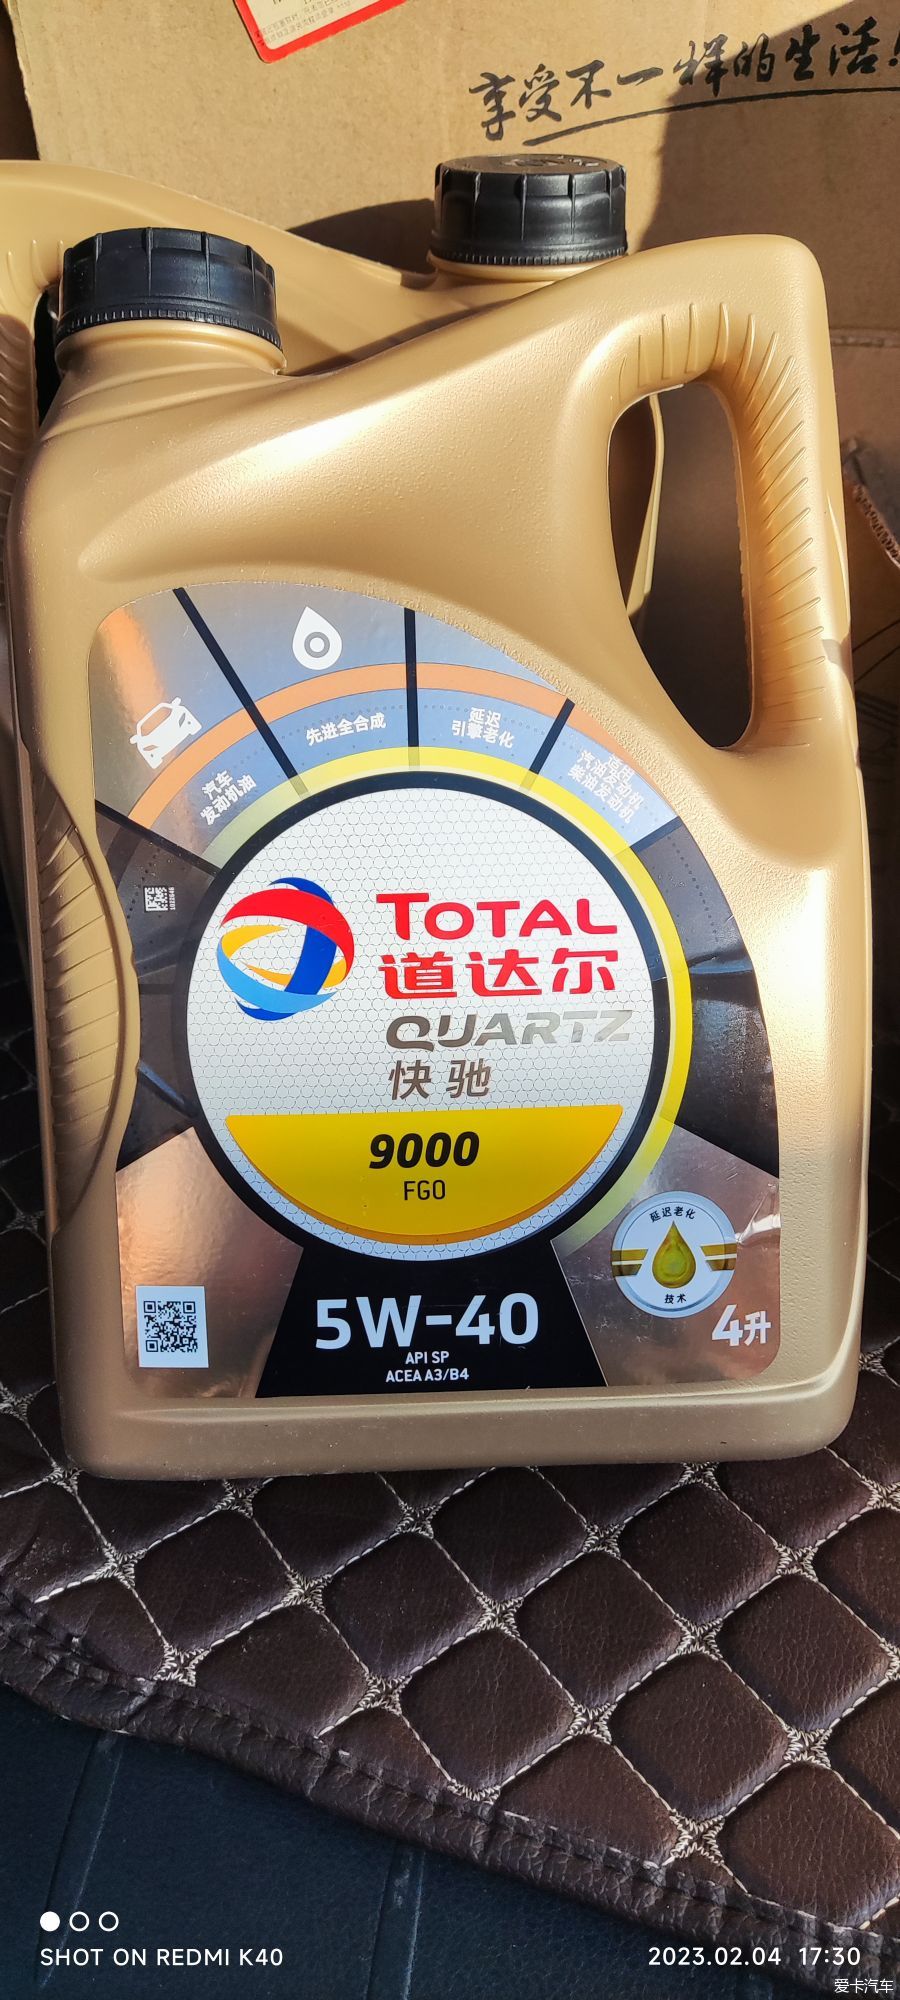 享受不一样的生活!
汽车
发动机油
先进全合成
延迟
引擎老化
适用
汽油发动机
柴油发动机
TOTAL
道达尔
QUARTZ
快驰
9000
FGO
延迟老化
技术
5W-40
API SP
ACEA A3/B4
4升
SHOT ON REDMI K40
2023.02.04 17:30
爱卡汽车